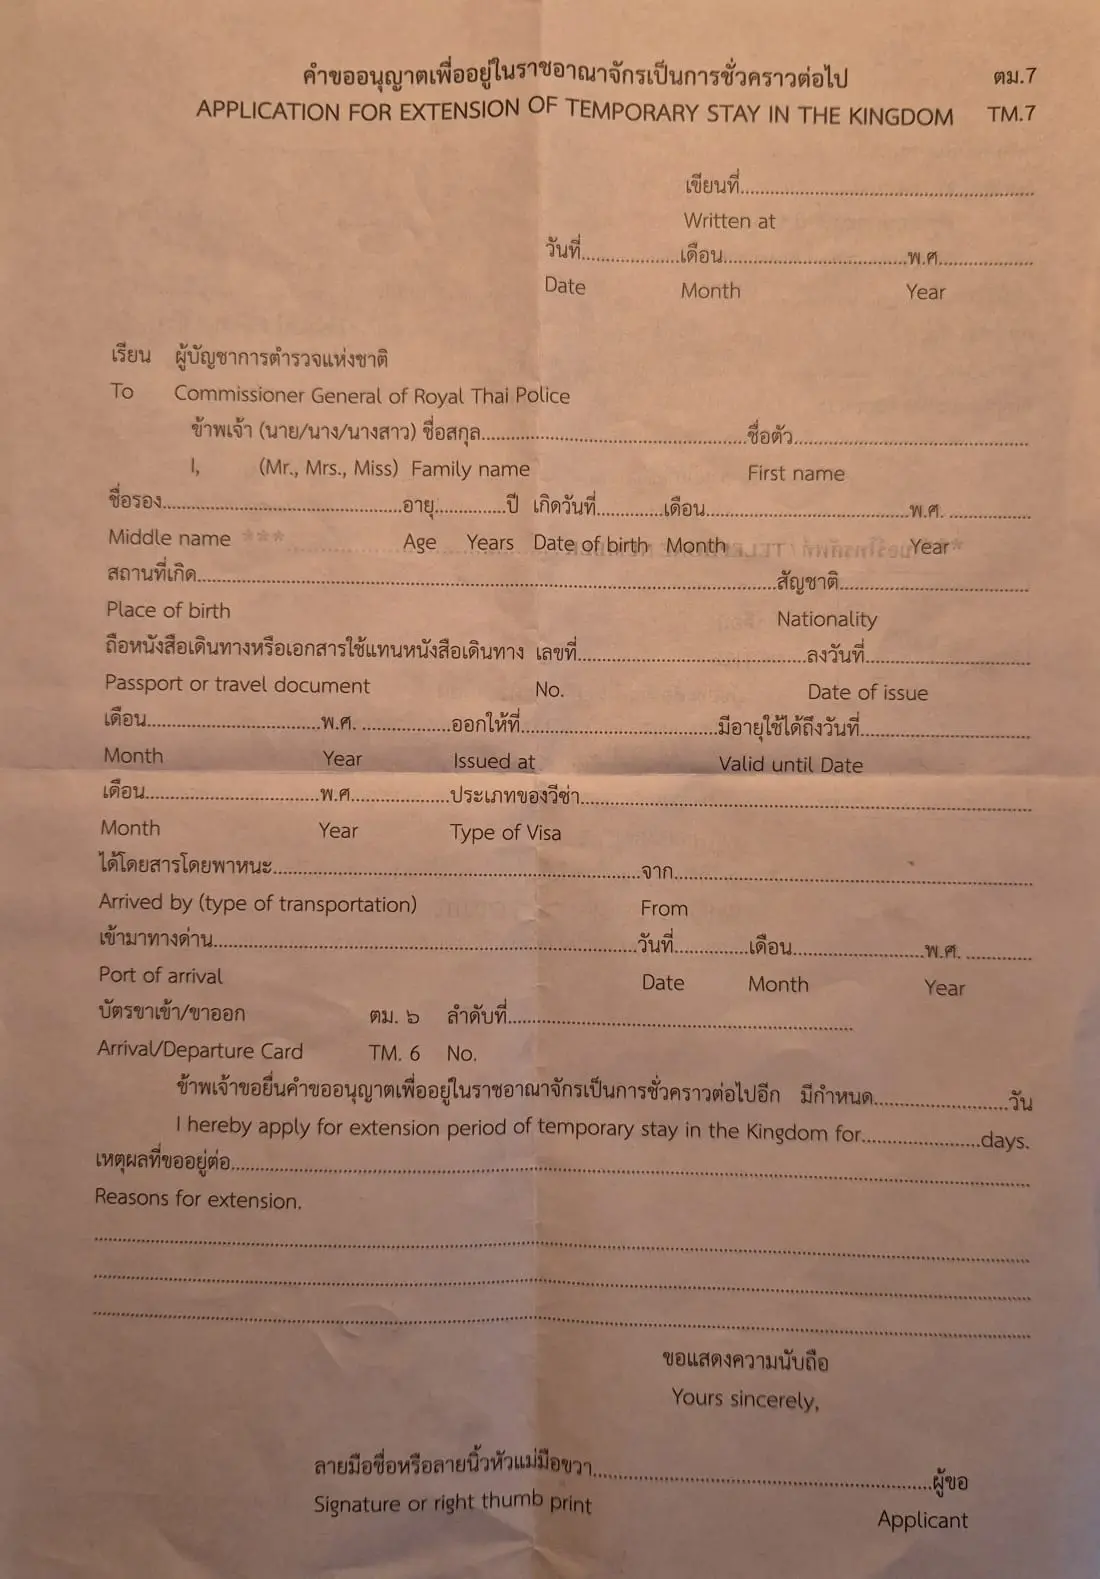 คำขออนุญาตเพื่ออยู่ในราชอาณาจักรเป็นการชั่วคราวต่อไป ตม.7
APPLICATION FOR EXTENSION OF TEMPORARY STAY IN THE KINGDOM TM.7
เขียนที่....................
Written at
วันที่....................เดือน....................พ.ศ....................
Date Month Year
เรียน ผู้บัญชาการตำรวจแห่งชาติ
To Commissioner General of Royal Thai Police
ข้าพเจ้า (นาย/นาง/นางสาว) ชื่อสกุล....................ชื่อตัว....................
I, (Mr., Mrs., Miss) Family name First name
ชื่อรอง....................อายุ....................ปี เกิดวันที่....................เดือน....................พ.ศ. ....................
Middle name Age Years Date of birth Month Year
สถานที่เกิด....................สัญชาติ....................
Place of birth Nationality
ถือหนังสือเดินทางหรือเอกสารใช้แทนหนังสือเดินทาง เลขที่....................ลงวันที่....................
Passport or travel document No. Date of issue
เดือน....................พ.ศ. ....................ออกให้ที่....................มีอายุใช้ได้ถึงวันที่....................
Month Year Issued at Valid until Date
เดือน....................พ.ศ....................ประเภทของวีซ่า....................
Month Year Type of Visa
ได้โดยสารโดยพาหนะ....................จาก....................
Arrived by (type of transportation) From
เข้ามาทางด่าน....................วันที่....................เดือน....................พ.ศ. ....................
Port of arrival Date Month Year
บัตรขาเข้า/ขาออก ตม. ๖ ลำดับที่....................
Arrival/Departure Card TM. 6 No.
ข้าพเจ้าขอยื่นคำขออนุญาตเพื่ออยู่ในราชอาณาจักรเป็นการชั่วคราวต่อไปอีก มีกำหนด....................วัน
I hereby apply for extension period of temporary stay in the Kingdom for....................days.
เหตุผลที่ขออยู่ต่อ....................
Reasons for extension.
ขอแสดงความนับถือ
Yours sincerely,
ลายมือชื่อหรือลายนิ้วหัวแม่มือขวา....................ผู้ขอ
Signature or right thumb print Applicant